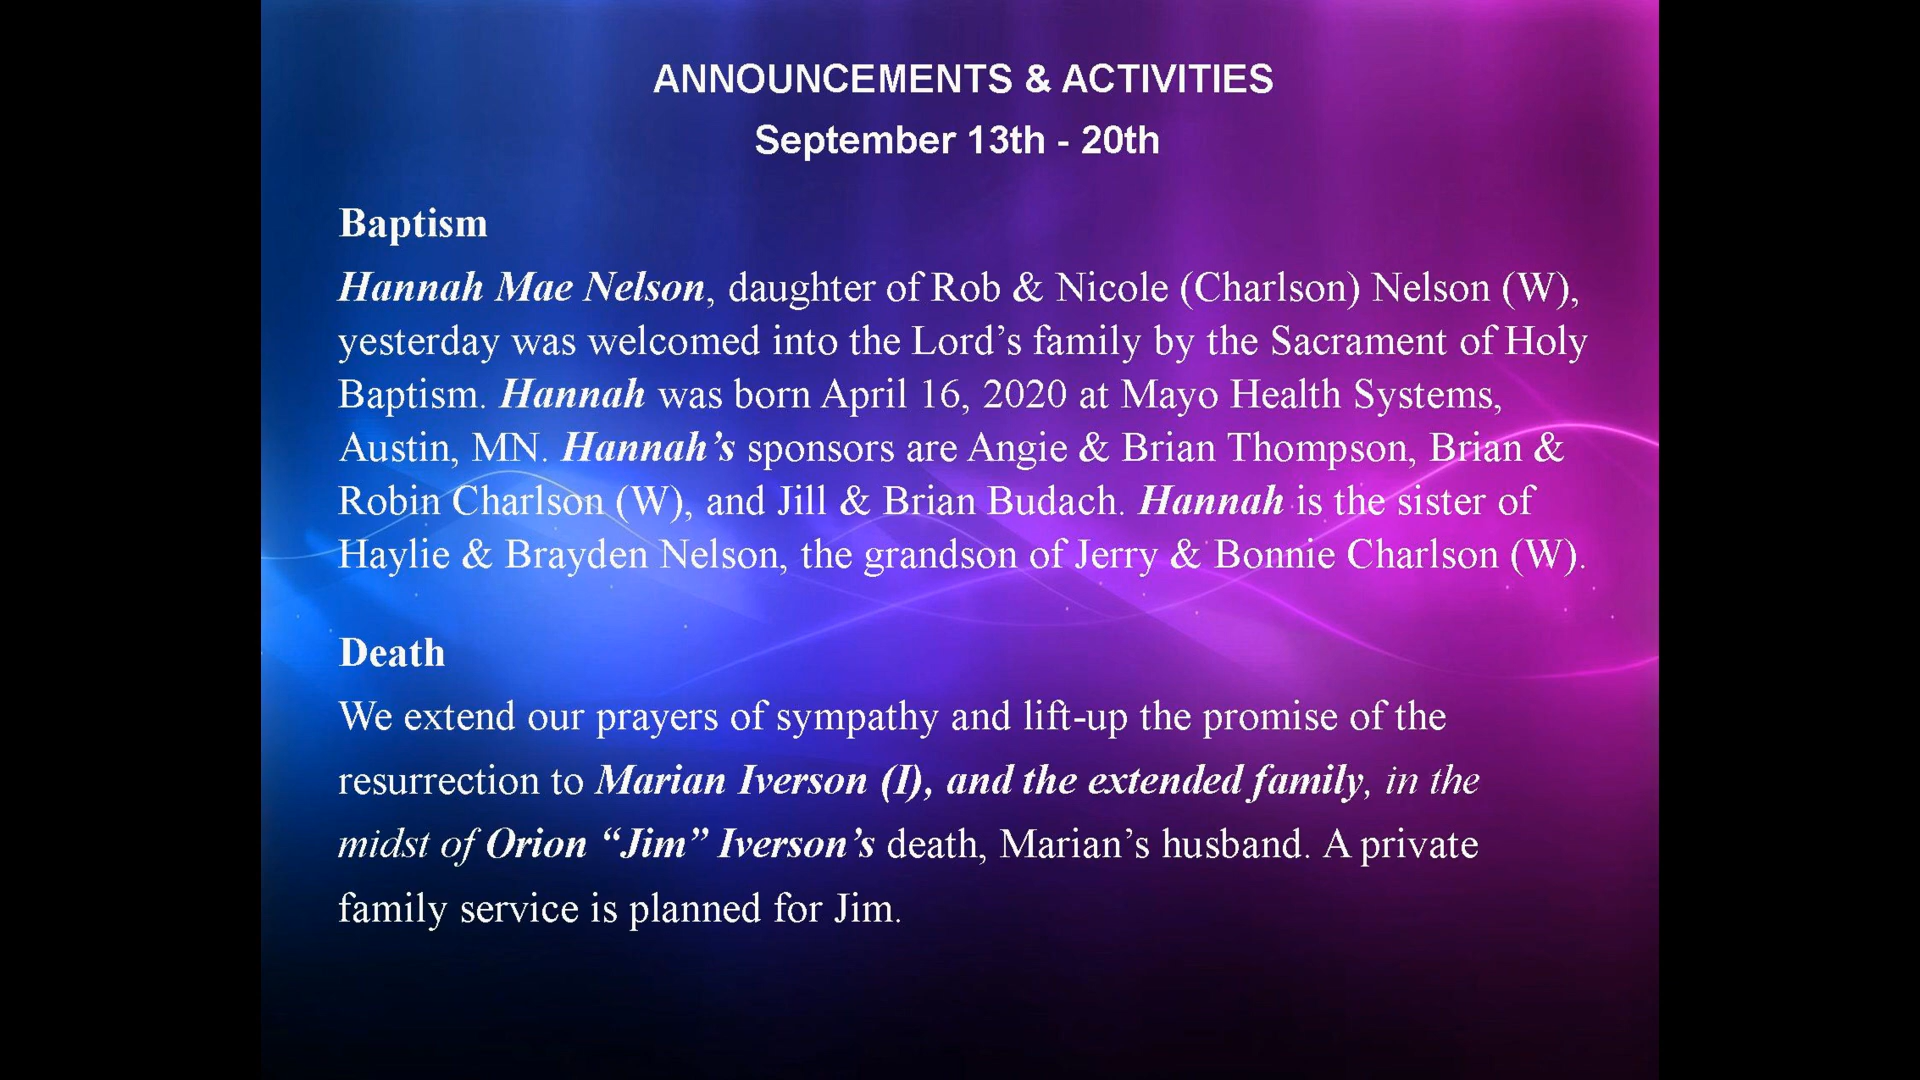 ANNOUNCEMENTS & ACTIVITIES
September 13th - 20th
Baptism
Hannah Mae Nelson, daughter of Rob & Nicole (Charlson) Nelson (W),
yesterday was welcomed into the Lord’s family by the Sacrament of Holy
Baptism. Hannah was born April 16, 2020 at Mayo Health Systems,
Austin, MN. Hannah’s sponsors are Angie & Brian Thompson, Brian &
Robin Charlson (W), and Jill & Brian Budach. Hannah is the sister of
Haylie & Brayden Nelson, the grandson of Jerry & Bonnie Charlson (W).
Death
We extend our prayers of sympathy and lift-up the promise of the
resurrection to Marian Iverson (I), and the extended family, in the
midst of Orion “Jim” Iverson’s death, Marian’s husband. A private
family service is planned for Jim.